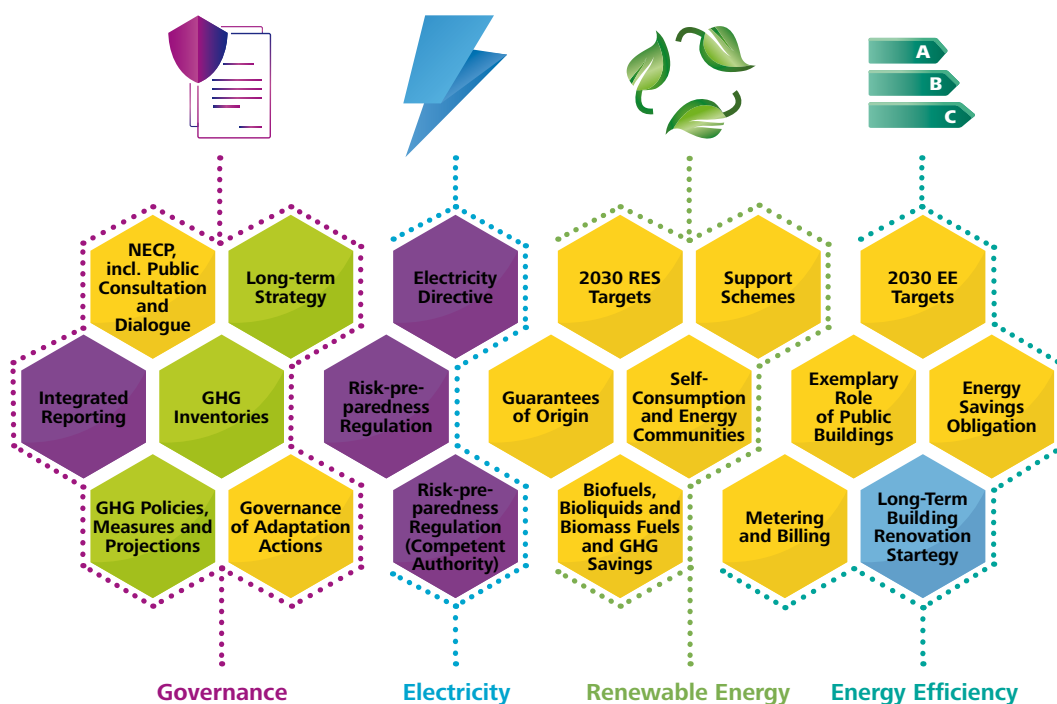 A
B
C
NECP,
incl. Public
Consultation
and
Dialogue
Long-term
Strategy
Electricity
Directive
2030 RES
Targets
Support
Schemes
2030 EE
Targets
Integrated
Reporting
GHG
Inventories
Risk-pre-
paredness
Regulation
Guarantees
of Origin
Self-
Consumption
and Energy
Communities
Exemplary
Role
of Public
Buildings
Energy
Savings
Obligation
GHG Policies,
Measures and
Projections
Governance
of Adaptation
Actions
Risk-pre-
paredness
Regulation
(Competent
Authority)
Biofuels,
Bioliquids and
Biomass Fuels
and GHG
Savings
Metering
and Billing
Long-Term
Building
Renovation
Startegy
Governance
Electricity
Renewable Energy
Energy Efficiency